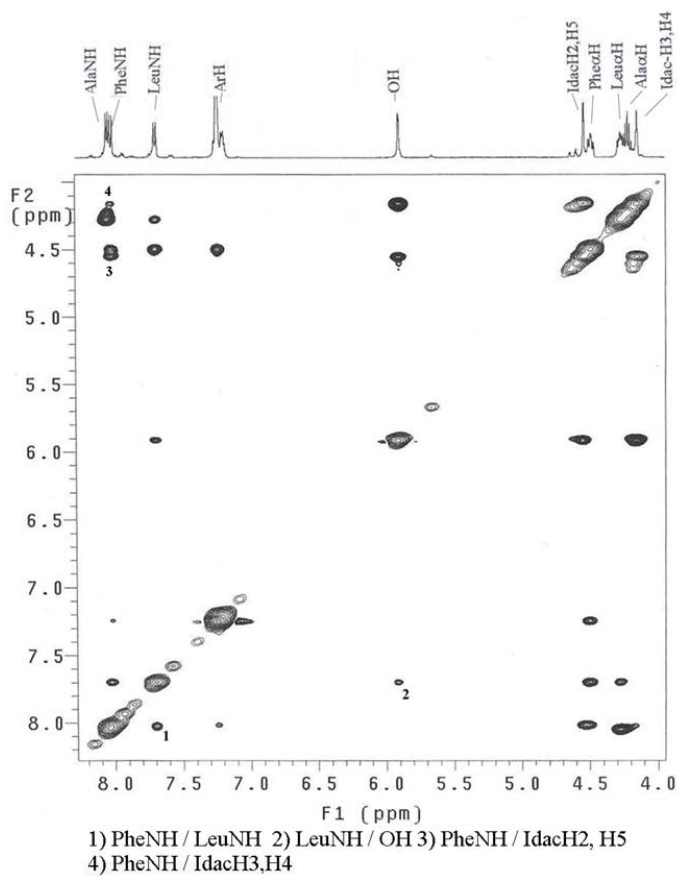 AlaNH
PheNH
LeuNH
ArH
OH
IdacH2,H5
PheαH
LeuαH
AlaαH
Idac-H3,H4
F2
(ppm)
4
3
4.5
5.0
5.5
6.0
6.5
7.0
7.5
8.0
2
1
8.0 7.5 7.0 6.5 6.0 5.5 5.0 4.5 4.0
F1 (ppm)
1) PheNH / LeuNH 2) LeuNH / OH 3) PheNH / IdacH2, H5
4) PheNH / IdacH3,H4